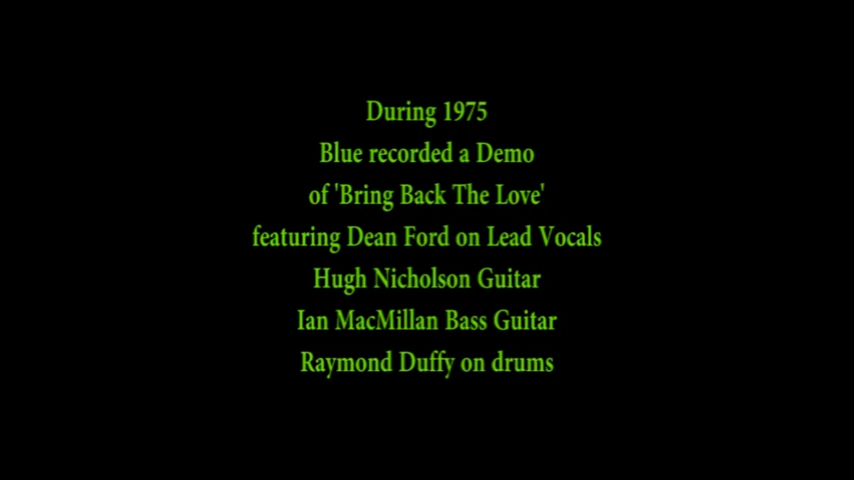 During 1975
Blue recorded a Demo
of 'Bring Back The Love'
featuring Dean Ford on Lead Vocals
Hugh Nicholson Guitar
Ian MacMillan Bass Guitar
Raymond Duffy on drums